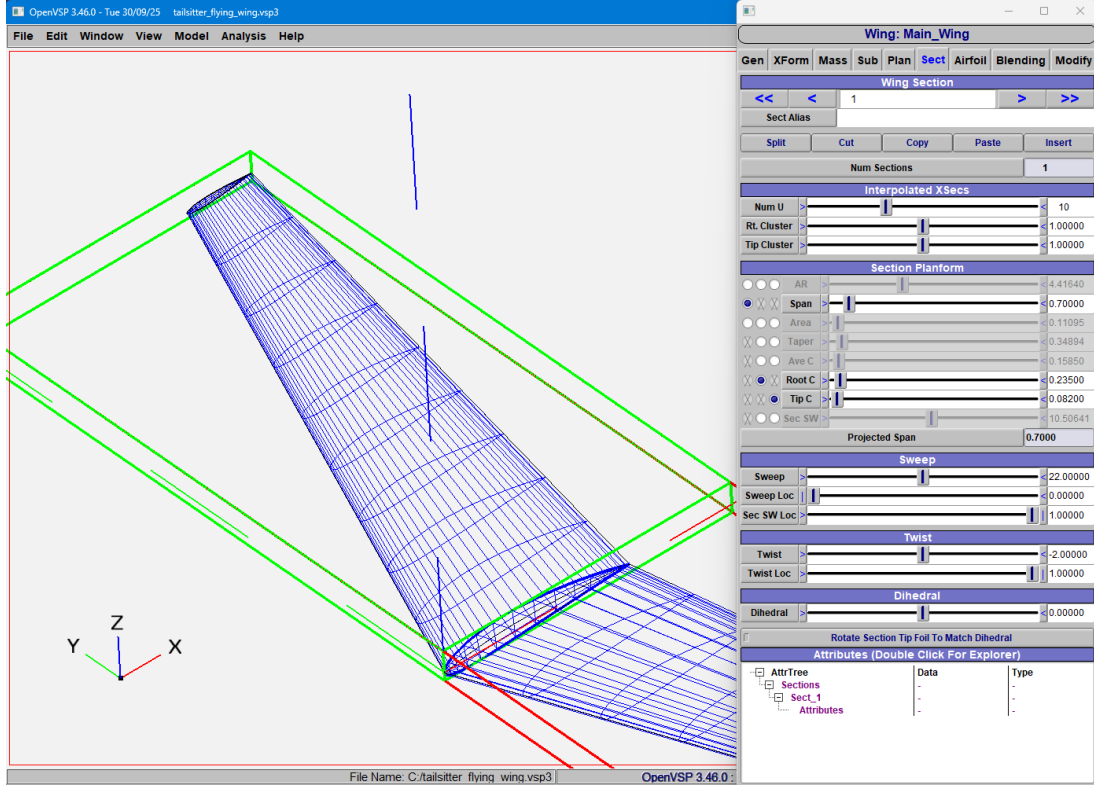 OpenVSP 3.46.0 - Tue 30/09/25 tailsitter_flying_wing.vsp3
File Edit Window View Model Analysis Help
Wing: Main_Wing
Gen XForm Mass Sub Plan Sect Airfoil Blending Modify
Wing Section
<< < 1 > >>
Sect Alias
Split Cut Copy Paste Insert
Num Sections 1
Interpolated XSecs
Num U > < 10
Rt. Cluster > < 1.00000
Tip Cluster > < 1.00000
Section Planform
AR > < 4.41640
X X Span > < 0.70000
Area > < 0.11095
X Taper > < 0.34894
X Ave C > < 0.15850
X X Root C > < 0.23500
X X Tip C > < 0.08200
X Sec SW > < 10.50641
Projected Span 0.7000
Sweep
Sweep > < 22.00000
Sweep Loc | < 0.00000
Sec SW Loc > | 1.00000
Twist
Twist > < -2.00000
Twist Loc > | 1.00000
Dihedral
Dihedral > < 0.00000
Rotate Section Tip Foil To Match Dihedral
Attributes (Double Click For Explorer)
AttrTree Data Type
Sections - -
Sect_1 - -
Attributes - -
Z
Y X
File Name: C:/tailsitter_flying_wing.vsp3 OpenVSP 3.46.0 :